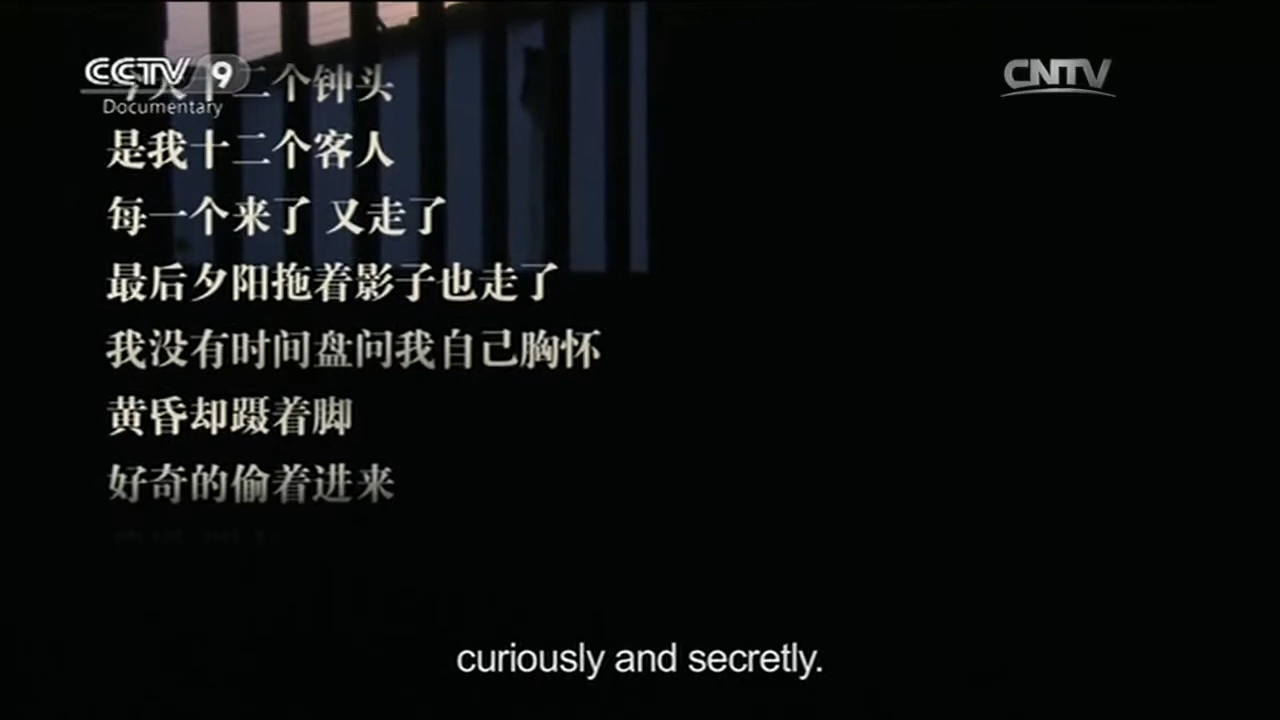 CCTV 9
Documentary
CNTV
二个钟头
是我十二个客人
每一个来了 又走了
最后夕阳拖着影子也走了
我没有时间盘问我自己胸怀
黄昏却蹑着脚
好奇的偷着进来
curiously and secretly.